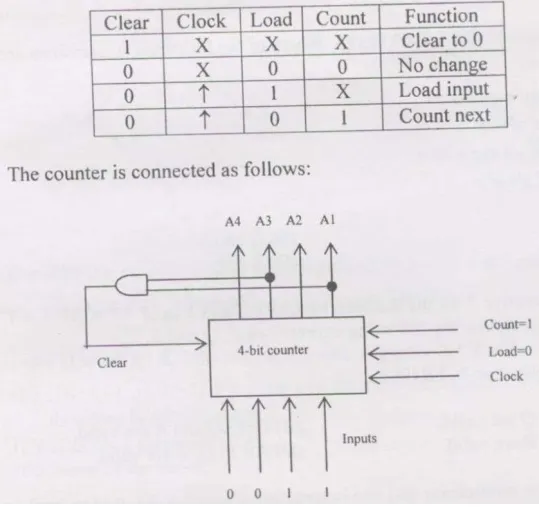 Clear Clock Load Count Function
1 X X X Clear to 0
0 X 0 0 No change
0 ↑ 1 X Load input
0 ↑ 0 1 Count next
The counter is connected as follows:
A4 A3 A2 A1
Count=1
4-bit counter
Load=0
Clear
Clock
Inputs
0 0 1 1